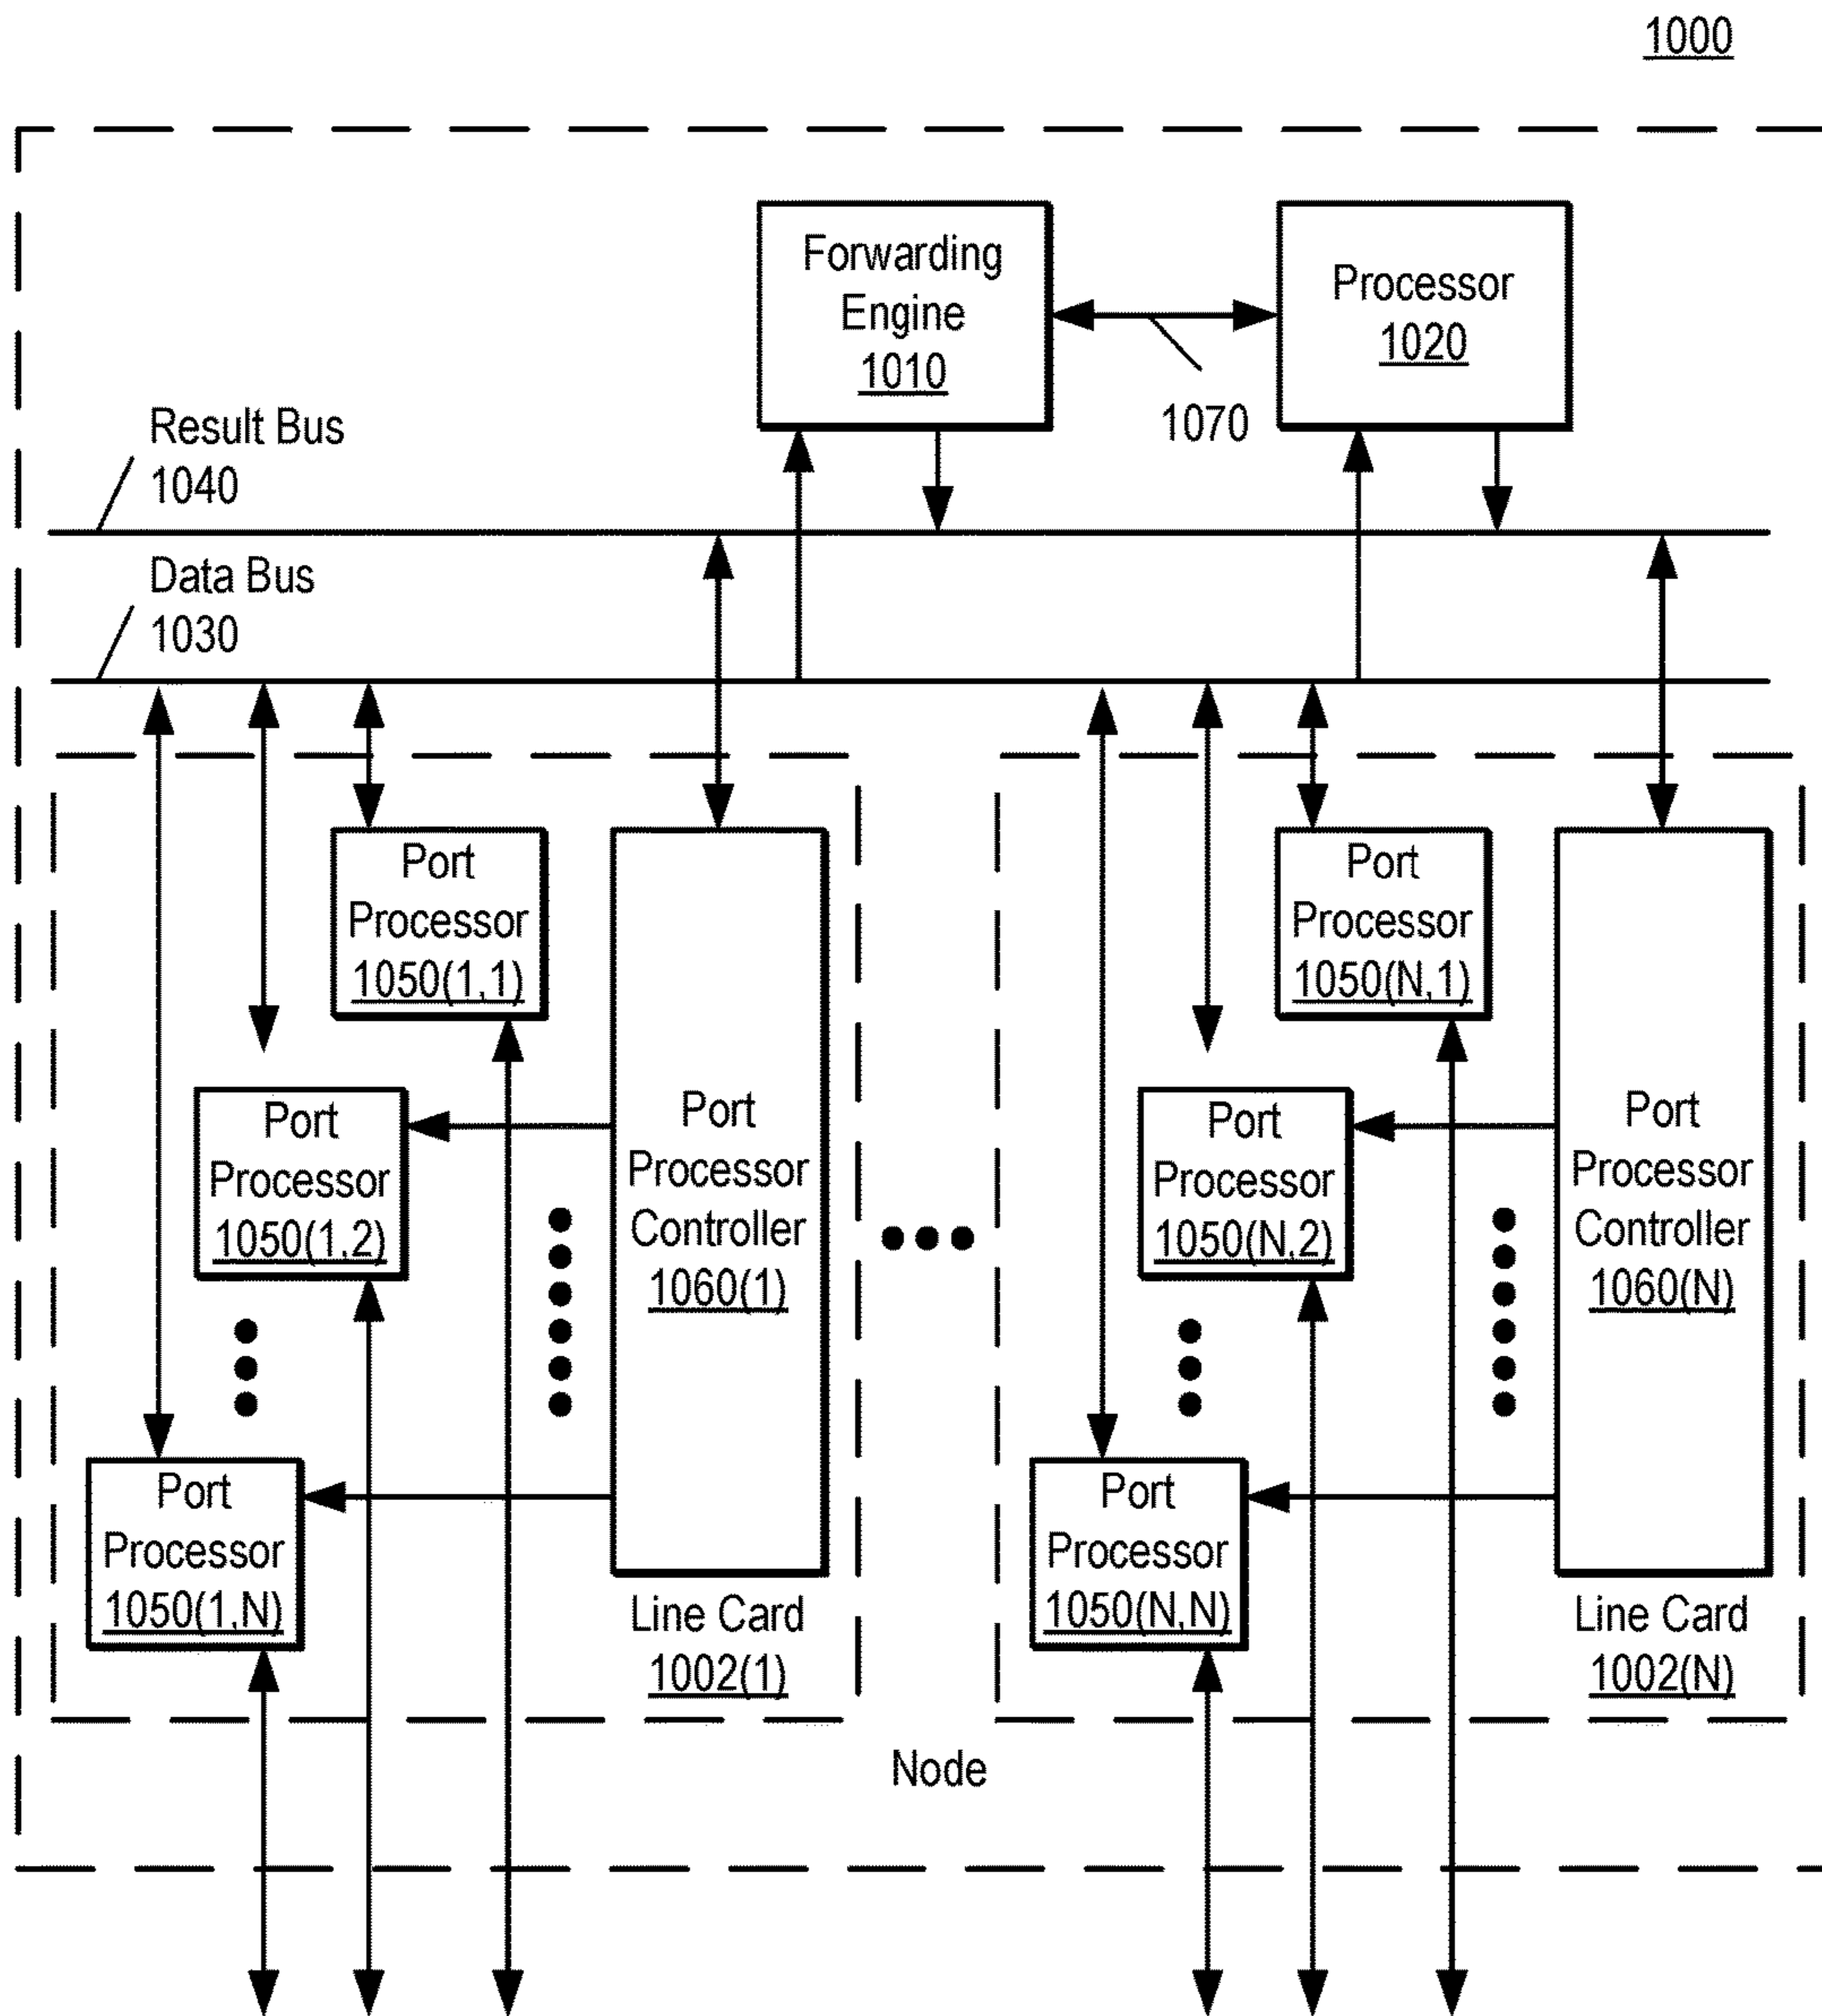 1000
Forwarding
Engine
1010
Processor
1020
1070
Result Bus
1040
Data Bus
1030
Port
Processor
1050(1,1)
Port
Processor
1050(1,2)
Port
Processor
1050(1,N)
Port
Processor
Controller
1060(1)
Line Card
1002(1)
Port
Processor
1050(N,1)
Port
Processor
1050(N,2)
Port
Processor
1050(N,N)
Port
Processor
Controller
1060(N)
Line Card
1002(N)
Node